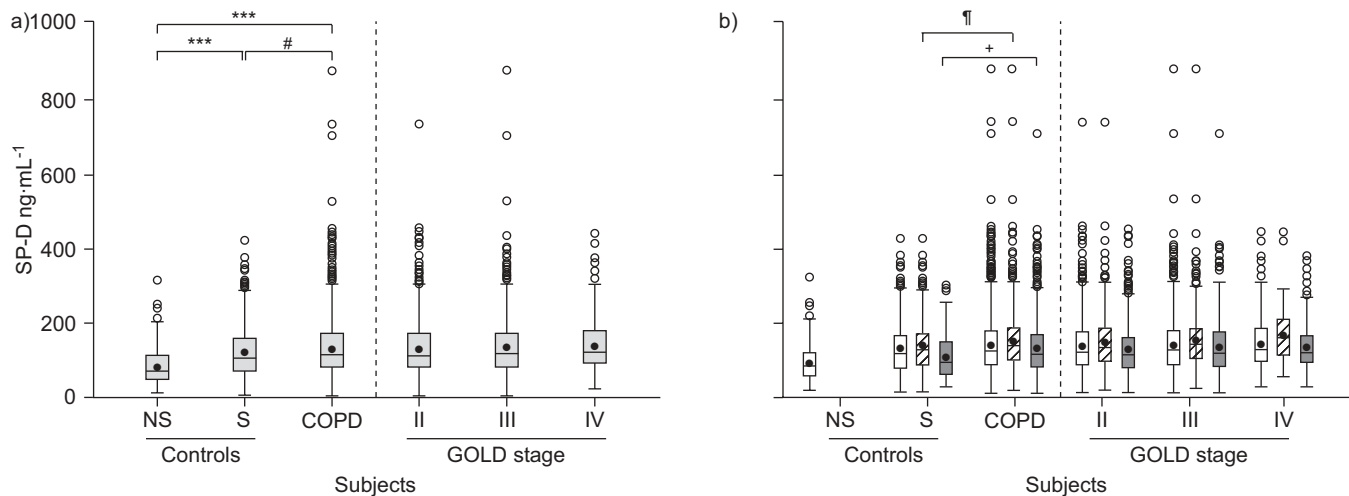 a)
SP-D ng·mL⁻¹
1000
800
600
400
200
0
***
*** #
NS S COPD II III IV
Controls GOLD stage
Subjects
b)
¶
+
NS S COPD II III IV
Controls GOLD stage
Subjects